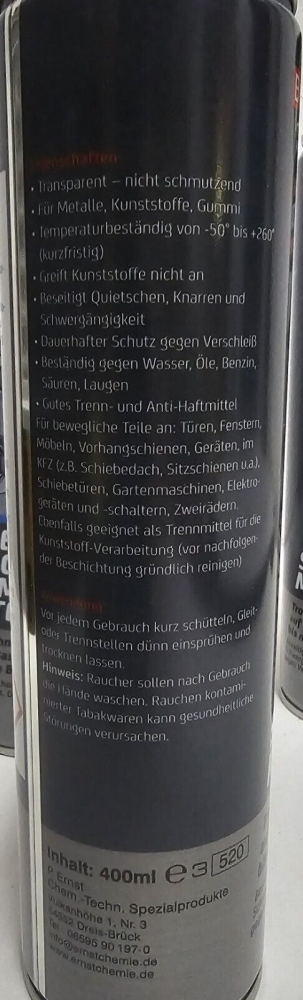 Eigenschaften
• Transparent – nicht schmutzend
• Für Metalle, Kunststoffe, Gummi
• Temperaturbeständig von -50° bis +260°
(kurzfristig)
• Greift Kunststoffe nicht an
• Beseitigt Quietschen, Knarren und
Schwergängigkeit
• Dauerhafter Schutz gegen Verschleiß
• Beständig gegen Wasser, Öle, Benzin,
Säuren, Laugen
• Gutes Trenn- und Anti-Haftmittel
Für bewegliche Teile an: Türen, Fenstern,
Möbeln, Vorhangschienen, Geräten, im
KFZ (z.B. Schiebedach, Sitzschienen u.a.),
Schiebetüren, Gartenmaschinen, Elektro-
geräten und -schaltern, Zweirädern.
Ebenfalls geeignet als Trennmittel für die
Kunststoff-Verarbeitung (vor nachfolgen-
der Beschichtung gründlich reinigen)
Anwendung
Vor jedem Gebrauch kurz schütteln, Gleit-
oder Trennstellen dünn einsprühen und
trocknen lassen.
Hinweis: Raucher sollen nach Gebrauch
die Hände waschen. Rauchen kontami-
nierter Tabakwaren kann gesundheitliche
Störungen verursachen.
Inhalt: 400ml e 3 520
P. Ernst
Chem.-Techn. Spezialprodukte
Vulkanhöhe 1, Nr. 3
54552 Dreis-Brück
Tel. 06595 90 197-0
info@ernstchemie.de
www.ernstchemie.de